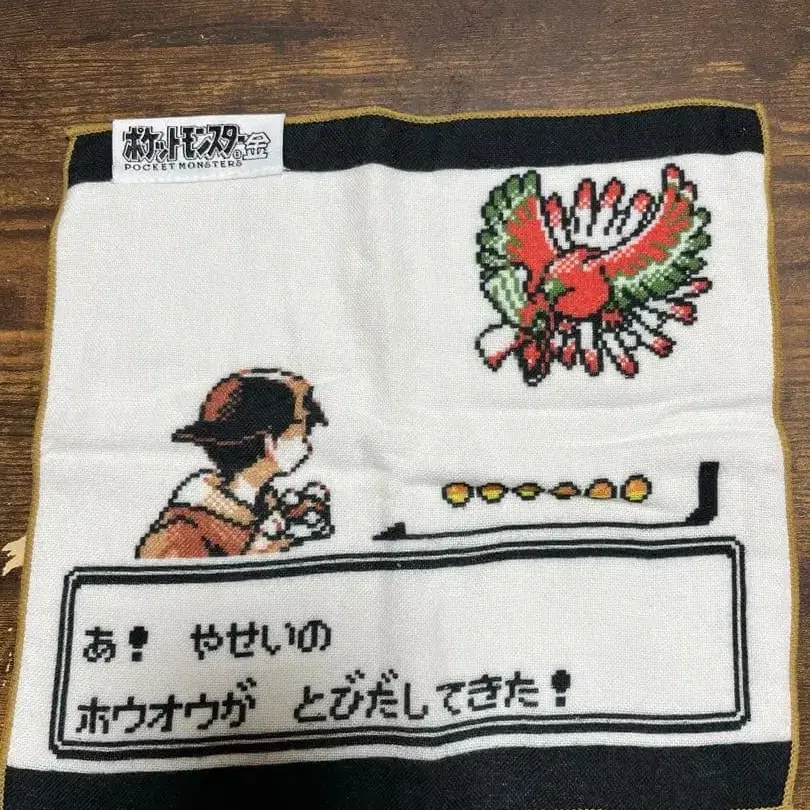 ポケットモンスター金
POCKET MONSTERS
あ！ やせいの
ホウオウが とびだしてきた！